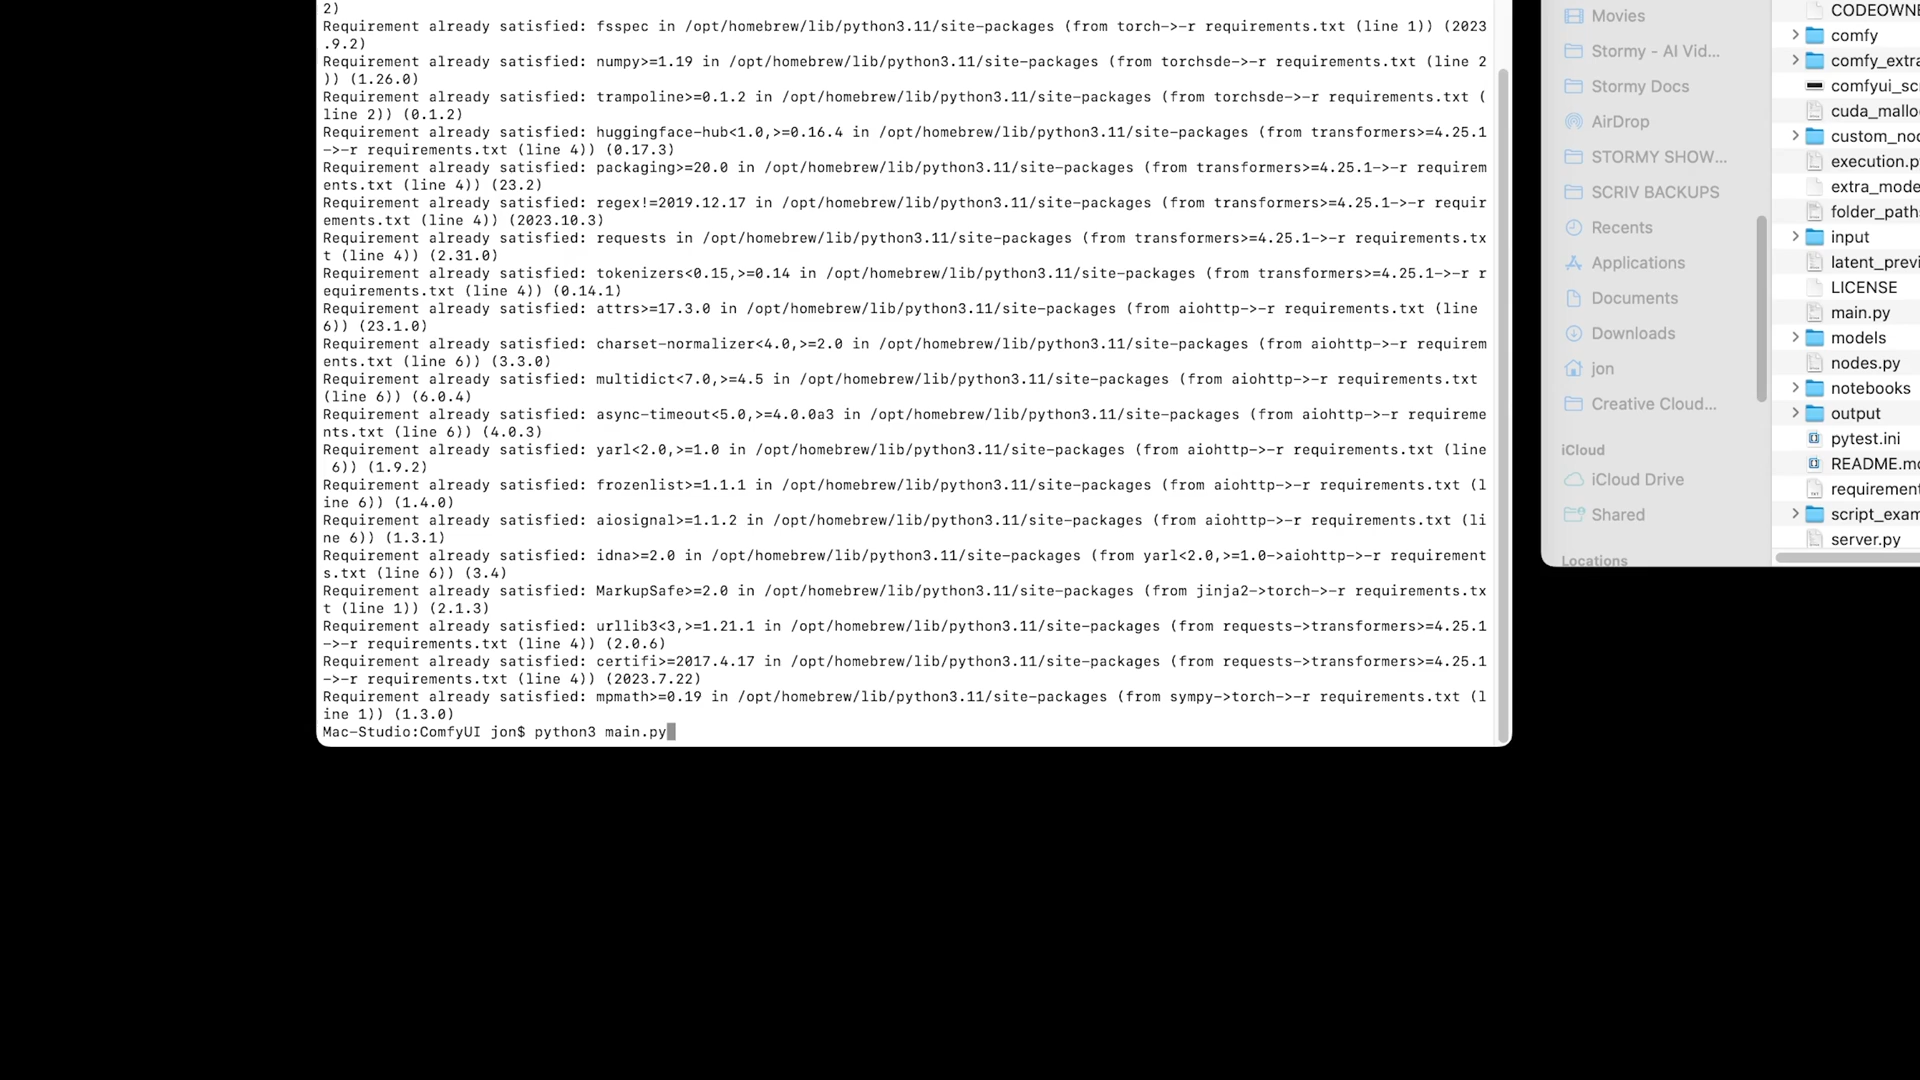 2)
Requirement already satisfied: fsspec in /opt/homebrew/lib/python3.11/site-packages (from torch->-r requirements.txt (line 1)) (2023
.9.2)
Requirement already satisfied: numpy>=1.19 in /opt/homebrew/lib/python3.11/site-packages (from torchsde->-r requirements.txt (line 2
)) (1.26.0)
Requirement already satisfied: trampoline>=0.1.2 in /opt/homebrew/lib/python3.11/site-packages (from torchsde->-r requirements.txt (
line 2)) (0.1.2)
Requirement already satisfied: huggingface-hub<1.0,>=0.16.4 in /opt/homebrew/lib/python3.11/site-packages (from transformers>=4.25.1
->-r requirements.txt (line 4)) (0.17.3)
Requirement already satisfied: packaging>=20.0 in /opt/homebrew/lib/python3.11/site-packages (from transformers>=4.25.1->-r requirem
ents.txt (line 4)) (23.2)
Requirement already satisfied: regex!=2019.12.17 in /opt/homebrew/lib/python3.11/site-packages (from transformers>=4.25.1->-r requir
ements.txt (line 4)) (2023.10.3)
Requirement already satisfied: requests in /opt/homebrew/lib/python3.11/site-packages (from transformers>=4.25.1->-r requirements.tx
t (line 4)) (2.31.0)
Requirement already satisfied: tokenizers<0.15,>=0.14 in /opt/homebrew/lib/python3.11/site-packages (from transformers>=4.25.1->-r r
equirements.txt (line 4)) (0.14.1)
Requirement already satisfied: attrs>=17.3.0 in /opt/homebrew/lib/python3.11/site-packages (from aiohttp->-r requirements.txt (line
6)) (23.1.0)
Requirement already satisfied: charset-normalizer<4.0,>=2.0 in /opt/homebrew/lib/python3.11/site-packages (from aiohttp->-r requirem
ents.txt (line 6)) (3.3.0)
Requirement already satisfied: multidict<7.0,>=4.5 in /opt/homebrew/lib/python3.11/site-packages (from aiohttp->-r requirements.txt
(line 6)) (6.0.4)
Requirement already satisfied: async-timeout<5.0,>=4.0.0a3 in /opt/homebrew/lib/python3.11/site-packages (from aiohttp->-r requireme
nts.txt (line 6)) (4.0.3)
Requirement already satisfied: yarl<2.0,>=1.0 in /opt/homebrew/lib/python3.11/site-packages (from aiohttp->-r requirements.txt (line
 6)) (1.9.2)
Requirement already satisfied: frozenlist>=1.1.1 in /opt/homebrew/lib/python3.11/site-packages (from aiohttp->-r requirements.txt (l
ine 6)) (1.4.0)
Requirement already satisfied: aiosignal>=1.1.2 in /opt/homebrew/lib/python3.11/site-packages (from aiohttp->-r requirements.txt (li
ne 6)) (1.3.1)
Requirement already satisfied: idna>=2.0 in /opt/homebrew/lib/python3.11/site-packages (from yarl<2.0,>=1.0->aiohttp->-r requirement
s.txt (line 6)) (3.4)
Requirement already satisfied: MarkupSafe>=2.0 in /opt/homebrew/lib/python3.11/site-packages (from jinja2->torch->-r requirements.tx
t (line 1)) (2.1.3)
Requirement already satisfied: urllib3<3,>=1.21.1 in /opt/homebrew/lib/python3.11/site-packages (from requests->transformers>=4.25.1
->-r requirements.txt (line 4)) (2.0.6)
Requirement already satisfied: certifi>=2017.4.17 in /opt/homebrew/lib/python3.11/site-packages (from requests->transformers>=4.25.1
->-r requirements.txt (line 4)) (2023.7.22)
Requirement already satisfied: mpmath>=0.19 in /opt/homebrew/lib/python3.11/site-packages (from sympy->torch->-r requirements.txt (l
ine 1)) (1.3.0)
Mac-Studio:ComfyUI jon$ python3 main.py
Movies
Stormy - AI Vid...
Stormy Docs
AirDrop
STORMY SHOW...
SCRIV BACKUPS
Recents
Applications
Documents
Downloads
jon
Creative Cloud...
iCloud
iCloud Drive
Shared
Locations
CODEOWNE
comfy
comfy_extra
comfyui_scr
cuda_mallo
custom_nod
execution.py
extra_mode
folder_paths
input
latent_previ
LICENSE
main.py
models
nodes.py
notebooks
output
pytest.ini
README.md
requirement
script_exam
server.py